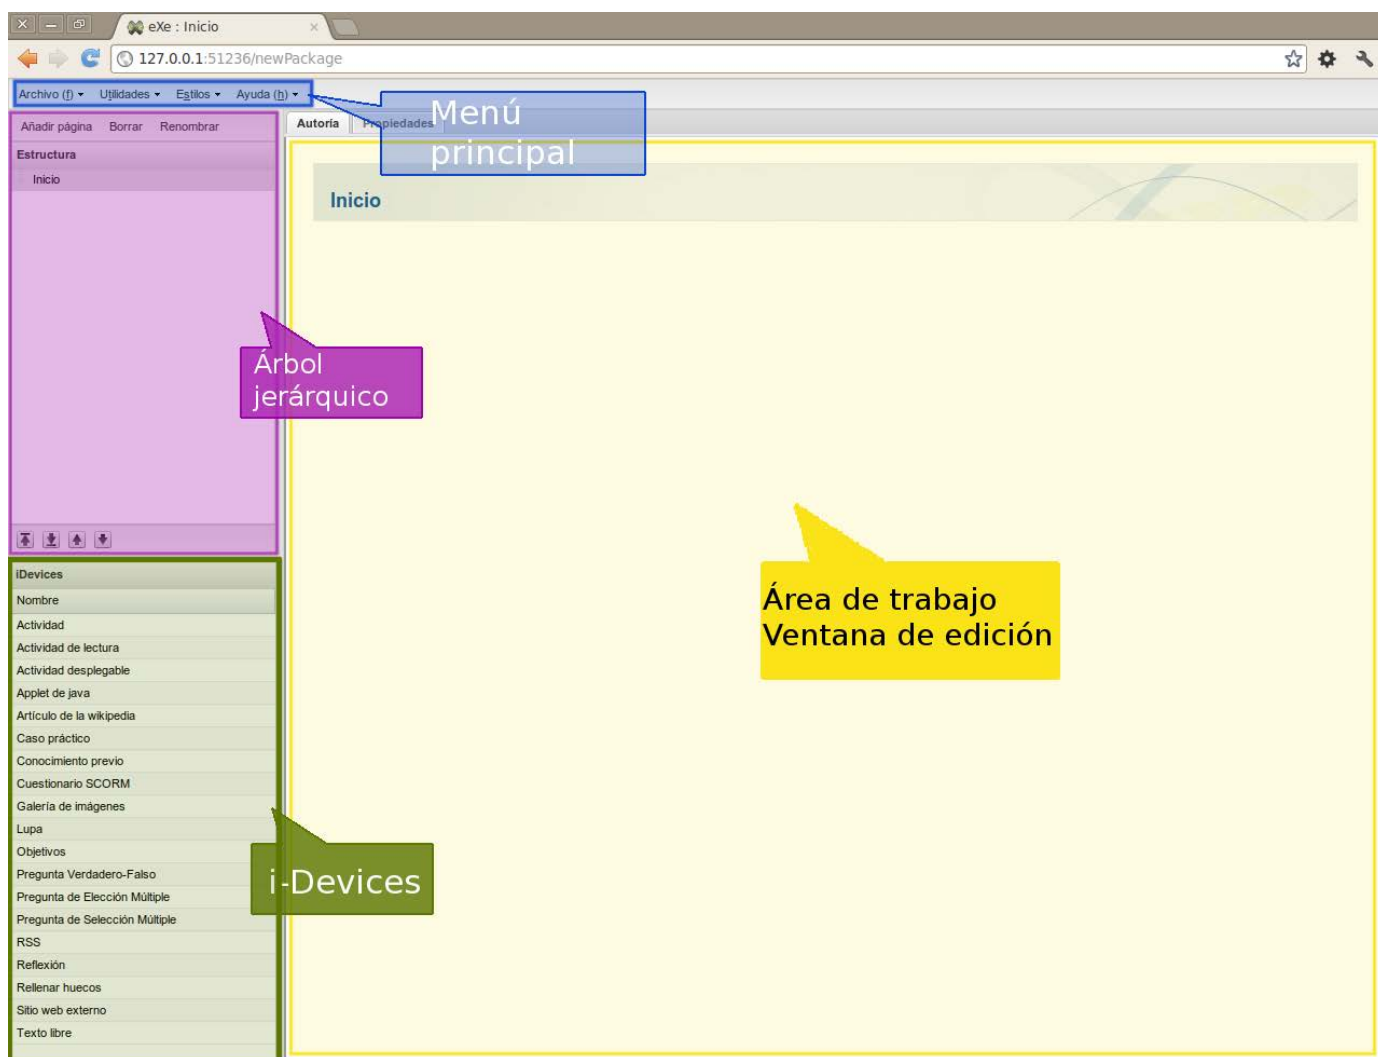 eXe : Inicio
127.0.0.1:51236/newPackage
Archivo (f) Utilidades Estilos Ayuda (h)
Menú
principal
Añadir página Borrar Renombrar
Autoría Propiedades
Estructura
Inicio
Inicio
Árbol
jerárquico
Área de trabajo
Ventana de edición
iDevices
Nombre
Actividad
Actividad de lectura
Actividad desplegable
Applet de java
Artículo de la wikipedia
Caso práctico
Conocimiento previo
Cuestionario SCORM
Galería de imágenes
Lupa
Objetivos
Pregunta Verdadero-Falso
i-Devices
Pregunta de Elección Múltiple
Pregunta de Selección Múltiple
RSS
Reflexión
Rellenar huecos
Sitio web externo
Texto libre